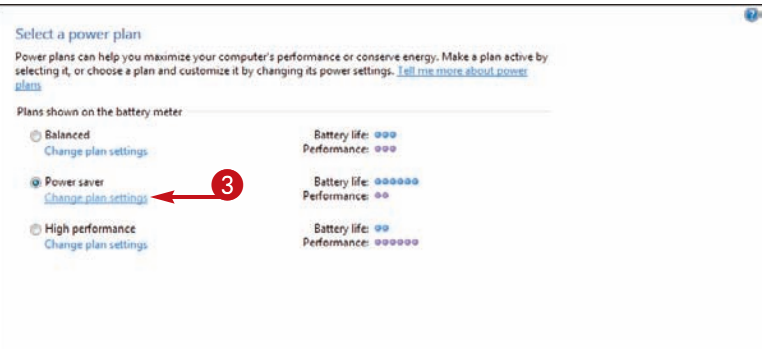 Select a power plan
Power plans can help you maximize your computer's performance or conserve energy. Make a plan active by
selecting it, or choose a plan and customize it by changing its power settings. Tell me more about power
plans
Plans shown on the battery meter
Balanced Battery life:
Change plan settings Performance:
Power saver Battery life:
Change plan settings 3 Performance:
High performance Battery life:
Change plan settings Performance: